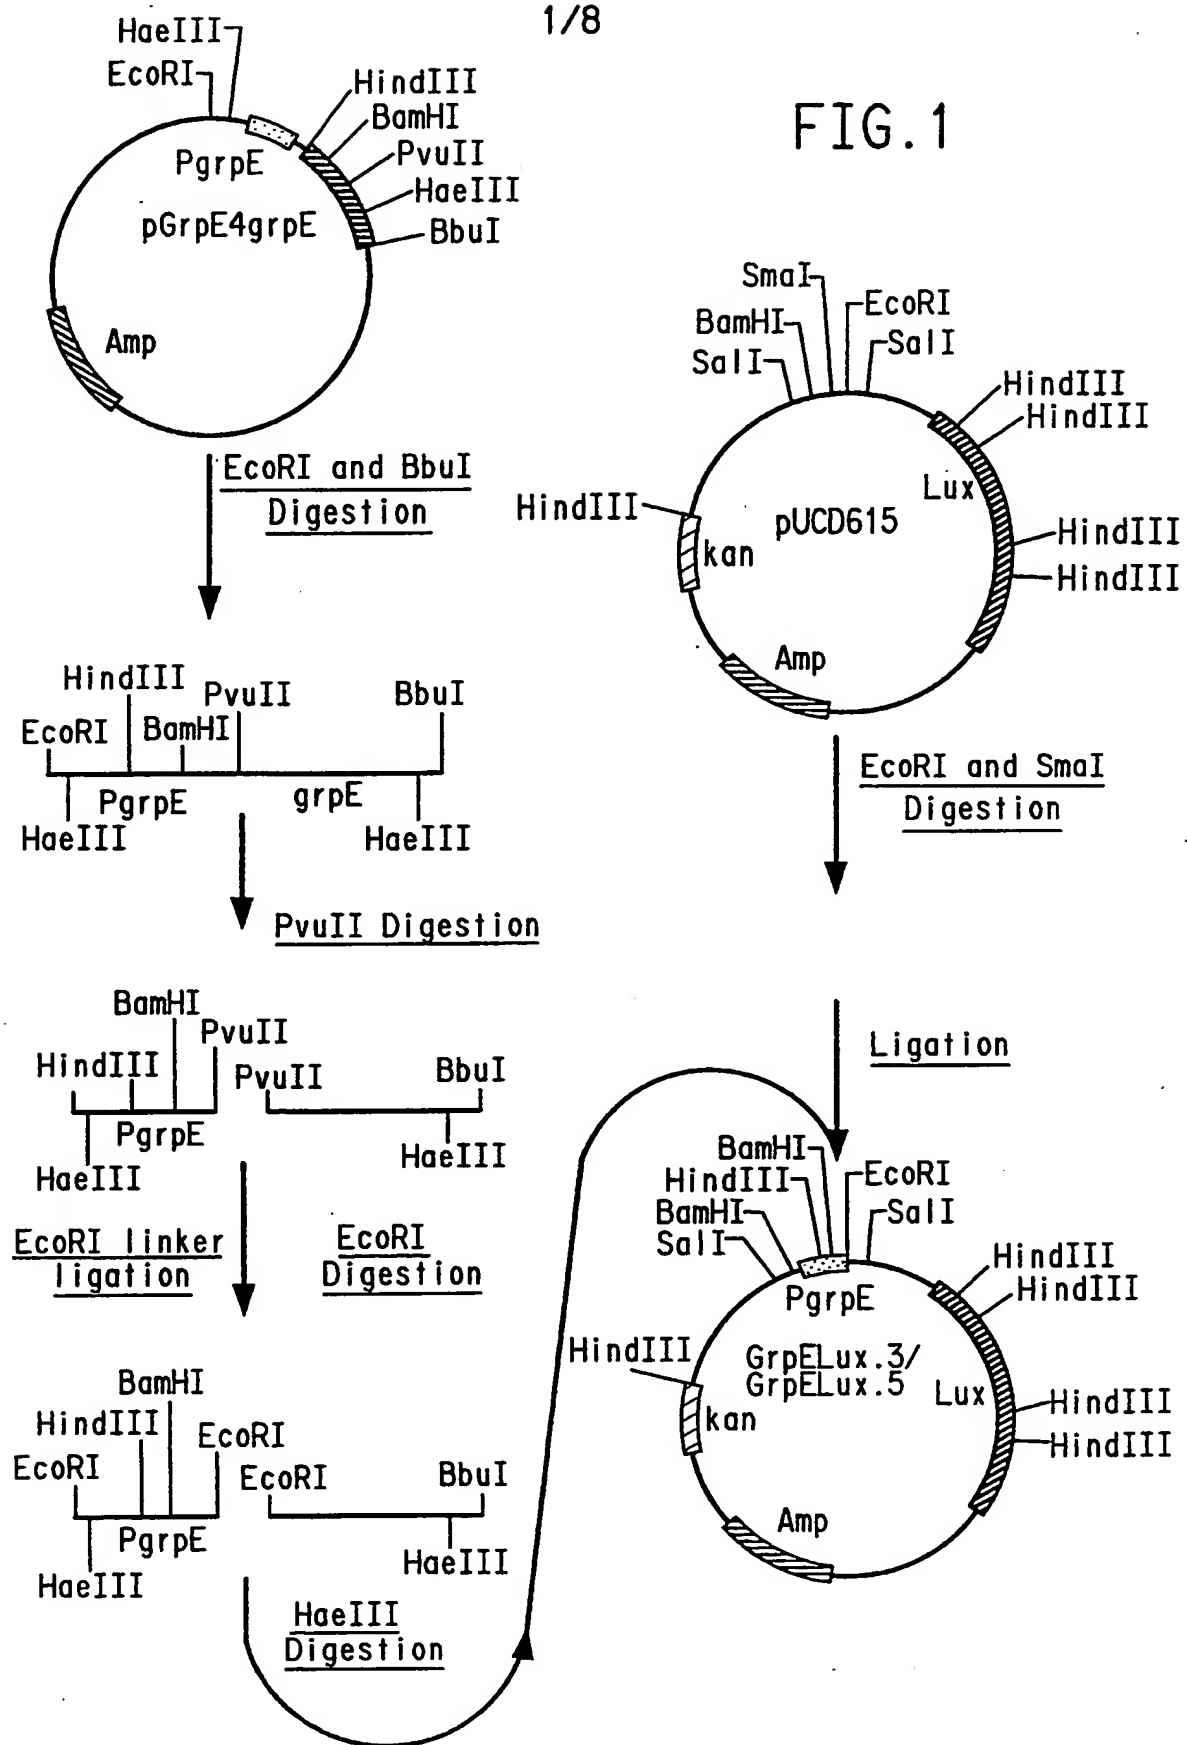 1/8
FIG.1
HaeIII
EcoRI
HindIII
BamHI
PvuII
HaeIII
BbuI
PgrpE
pGrpE4grpE
Amp
EcoRI and BbuI
Digestion
HindIII
PvuII
BbuI
EcoRI
BamHI
PgrpE
grpE
HaeIII
HaeIII
PvuII Digestion
BamHI
PvuII
HindIII
PvuII
BbuI
PgrpE
HaeIII
HaeIII
EcoRI linker
ligation
EcoRI
Digestion
BamHI
HindIII
EcoRI
EcoRI
EcoRI
BbuI
PgrpE
HaeIII
HaeIII
HaeIII
Digestion
SmaI
BamHI
SalI
EcoRI
SalI
HindIII
HindIII
Lux
HindIII
pUCD615
kan
HindIII
HindIII
Amp
EcoRI and SmaI
Digestion
Ligation
BamHI
HindIII
BamHI
SalI
EcoRI
SalI
HindIII
HindIII
PgrpE
HindIII
GrpELux.3/
GrpELux.5
Lux
kan
HindIII
HindIII
Amp